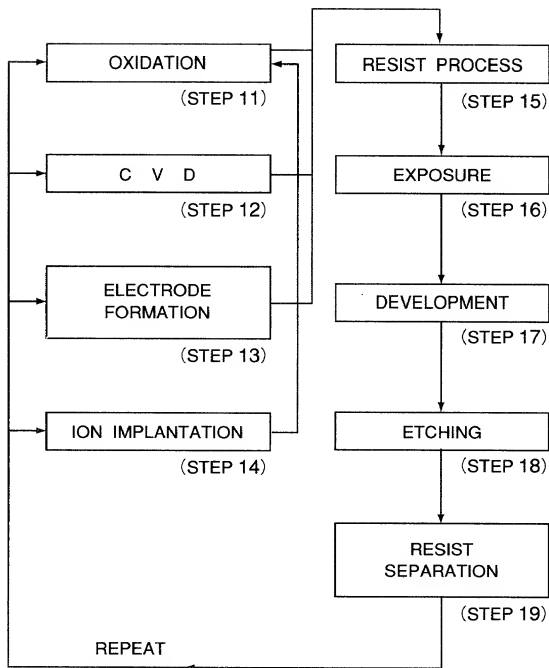 OXIDATION
(STEP 11)
C V D
(STEP 12)
ELECTRODE
FORMATION
(STEP 13)
ION IMPLANTATION
(STEP 14)
RESIST PROCESS
(STEP 15)
EXPOSURE
(STEP 16)
DEVELOPMENT
(STEP 17)
ETCHING
(STEP 18)
RESIST
SEPARATION
(STEP 19)
REPEAT